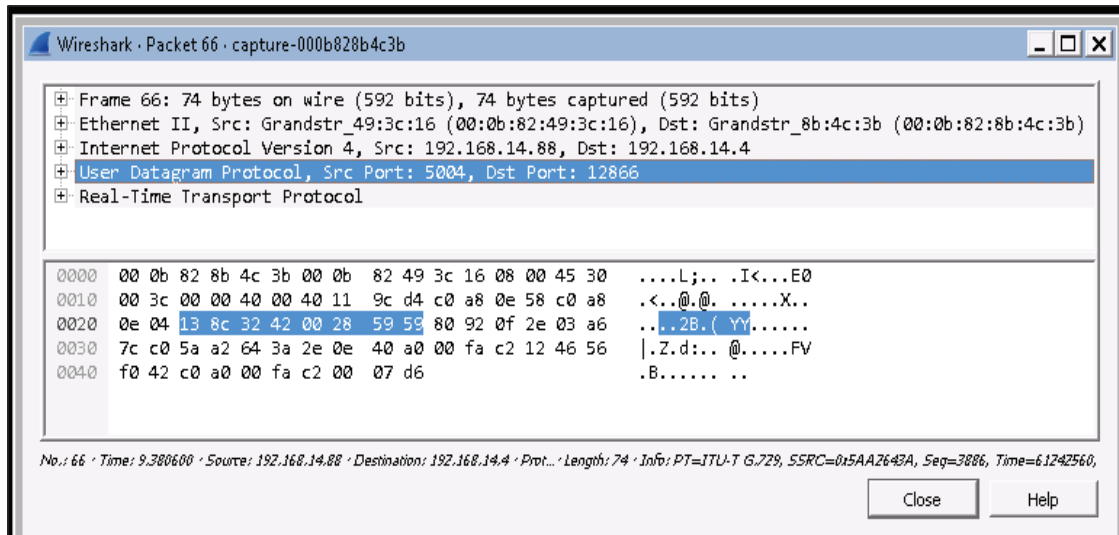 Wireshark · Packet 66 · capture-000b828b4c3b
Frame 66: 74 bytes on wire (592 bits), 74 bytes captured (592 bits)
Ethernet II, Src: Grandstr_49:3c:16 (00:0b:82:49:3c:16), Dst: Grandstr_8b:4c:3b (00:0b:82:8b:4c:3b)
Internet Protocol Version 4, Src: 192.168.14.88, Dst: 192.168.14.4
User Datagram Protocol, Src Port: 5004, Dst Port: 12866
Real-Time Transport Protocol
0000 00 0b 82 8b 4c 3b 00 0b 82 49 3c 16 08 00 45 30 ....L;.. .I<...E0
0010 00 3c 00 00 40 00 40 11 9c d4 c0 a8 0e 58 c0 a8 .<..@.@. .....X..
0020 0e 04 13 8c 32 42 00 28 59 59 80 92 0f 2e 03 a6 ....2B.( YY......
0030 7c c0 5a a2 64 3a 2e 0e 40 a0 00 fa c2 12 46 56 |.Z.d:.. @.....FV
0040 f0 42 c0 a0 00 fa c2 00 07 d6 .B...... ..
No.: 66 · Time: 9.380600 · Source: 192.168.14.88 · Destination: 192.168.14.4 · Prot... · Length: 74 · Info: PT=ITU-T G.729, SSRC=0x5AA2643A, Seq=3886, Time=61242560,
Close Help